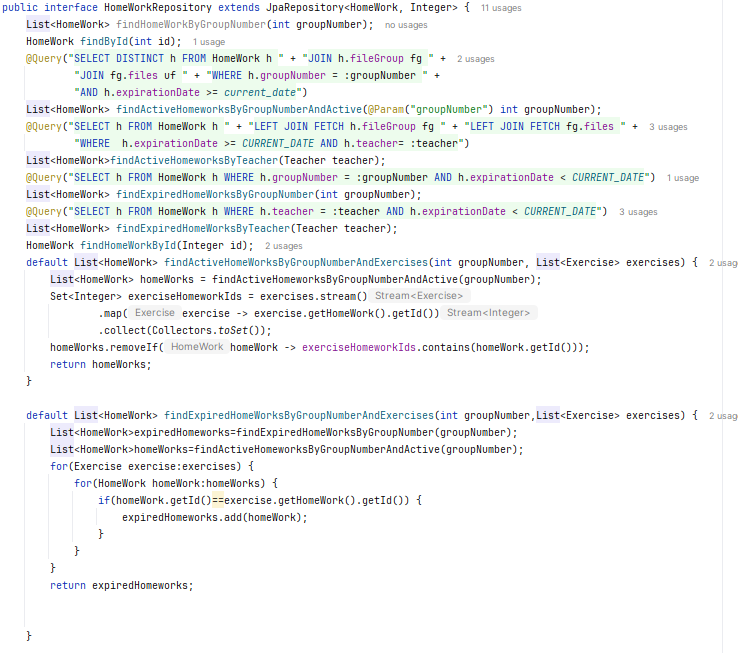 public interface HomeWorkRepository extends JpaRepository<HomeWork, Integer> {  11 usages
    List<HomeWork> findHomeWorkByGroupNumber(int groupNumber);  no usages
    HomeWork findById(int id);  1 usage
    @Query("SELECT DISTINCT h FROM HomeWork h " + "JOIN h.fileGroup fg " +  2 usages
            "JOIN fg.files uf " + "WHERE h.groupNumber = :groupNumber " +
            "AND h.expirationDate >= current_date")
    List<HomeWork> findActiveHomeworksByGroupNumberAndActive(@Param("groupNumber") int groupNumber);
    @Query("SELECT h FROM HomeWork h " + "LEFT JOIN FETCH h.fileGroup fg " + "LEFT JOIN FETCH fg.files " +  3 usages
            "WHERE  h.expirationDate >= CURRENT_DATE AND h.teacher= :teacher")
    List<HomeWork>findActiveHomeworksByTeacher(Teacher teacher);
    @Query("SELECT h FROM HomeWork h WHERE h.groupNumber = :groupNumber AND h.expirationDate < CURRENT_DATE")  1 usage
    List<HomeWork> findExpiredHomeWorksByGroupNumber(int groupNumber);
    @Query("SELECT h FROM HomeWork h WHERE h.teacher = :teacher AND h.expirationDate < CURRENT_DATE")  3 usages
    List<HomeWork> findExpiredHomeWorksByTeacher(Teacher teacher);
    HomeWork findHomeWorkById(Integer id);  2 usages
    default List<HomeWork> findActiveHomeWorksByGroupNumberAndExercises(int groupNumber, List<Exercise> exercises) {  2 usag
        List<HomeWork> homeWorks = findActiveHomeworksByGroupNumberAndActive(groupNumber);
        Set<Integer> exerciseHomeworkIds = exercises.stream() Stream<Exercise>
                .map( Exercise exercise -> exercise.getHomeWork().getId()) Stream<Integer>
                .collect(Collectors.toSet());
        homeWorks.removeIf( HomeWork homeWork -> exerciseHomeworkIds.contains(homeWork.getId()));
        return homeWorks;
    }
    default List<HomeWork> findExpiredHomeWorksByGroupNumberAndExercises(int groupNumber,List<Exercise> exercises) {  2 usag
        List<HomeWork>expiredHomeworks=findExpiredHomeWorksByGroupNumber(groupNumber);
        List<HomeWork>homeWorks=findActiveHomeworksByGroupNumberAndActive(groupNumber);
        for(Exercise exercise:exercises) {
            for(HomeWork homeWork:homeWorks) {
                if(homeWork.getId()==exercise.getHomeWork().getId()) {
                    expiredHomeworks.add(homeWork);
                }
            }
        }
        return expiredHomeworks;
    }